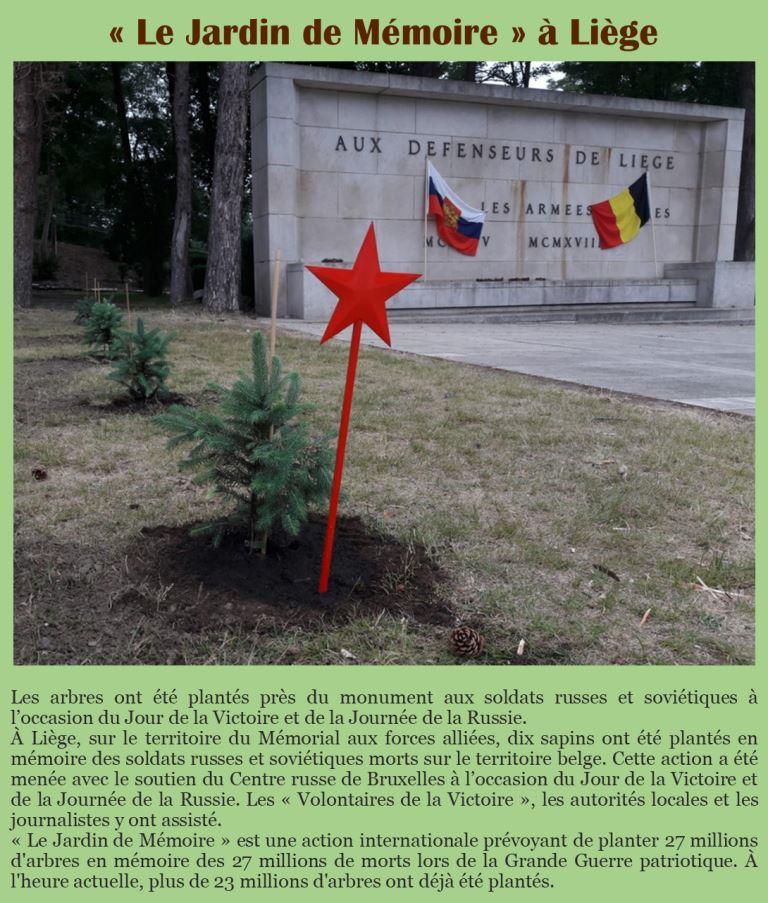 « Le Jardin de Mémoire » à Liège
AUX DEFENSEURS DE LIEGE
LES ARMEES
MCMXVIII
Les arbres ont été plantés près du monument aux soldats russes et soviétiques à
l'occasion du Jour de la Victoire et de la Journée de la Russie.
À Liège, sur le territoire du Mémorial aux forces alliées, dix sapins ont été plantés en
mémoire des soldats russes et soviétiques morts sur le territoire belge. Cette action a été
menée avec le soutien du Centre russe de Bruxelles à l'occasion du Jour de la Victoire et
de la Journée de la Russie. Les « Volontaires de la Victoire », les autorités locales et les
journalistes y ont assisté.
« Le Jardin de Mémoire » est une action internationale prévoyant de planter 27 millions
d'arbres en mémoire des 27 millions de morts lors de la Grande Guerre patriotique. À
l'heure actuelle, plus de 23 millions d'arbres ont déjà été plantés.